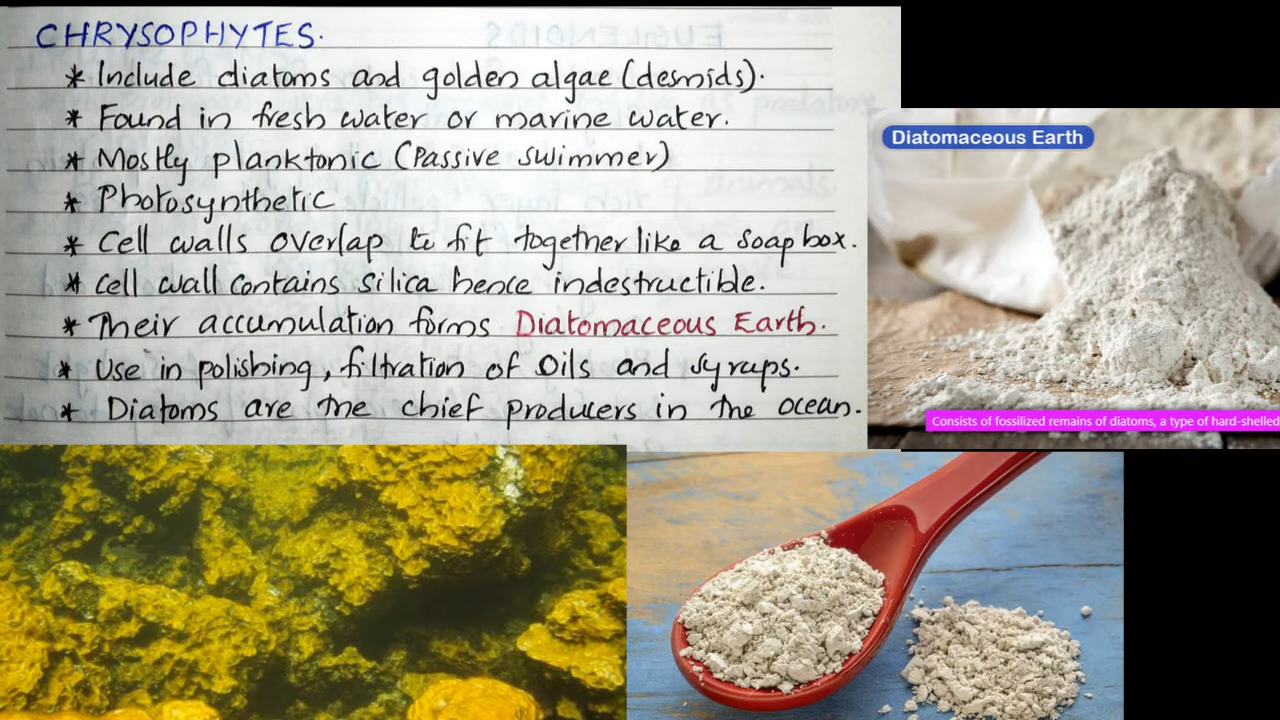 CHRYSOPHYTES.
* Include diatoms and golden algae (desmids).
* Found in fresh water or marine water.
* Mostly planktonic (Passive swimmer)
* Photosynthetic
* Cell walls overlap to fit together like a soap box.
* Cell wall contains silica hence indestructible.
* Their accumulation forms Diatomaceous Earth.
* Use in polishing, filtration of oils and syrups.
* Diatoms are the chief producers in the ocean.
Diatomaceous Earth
Consists of fossilized remains of diatoms, a type of hard-shelled